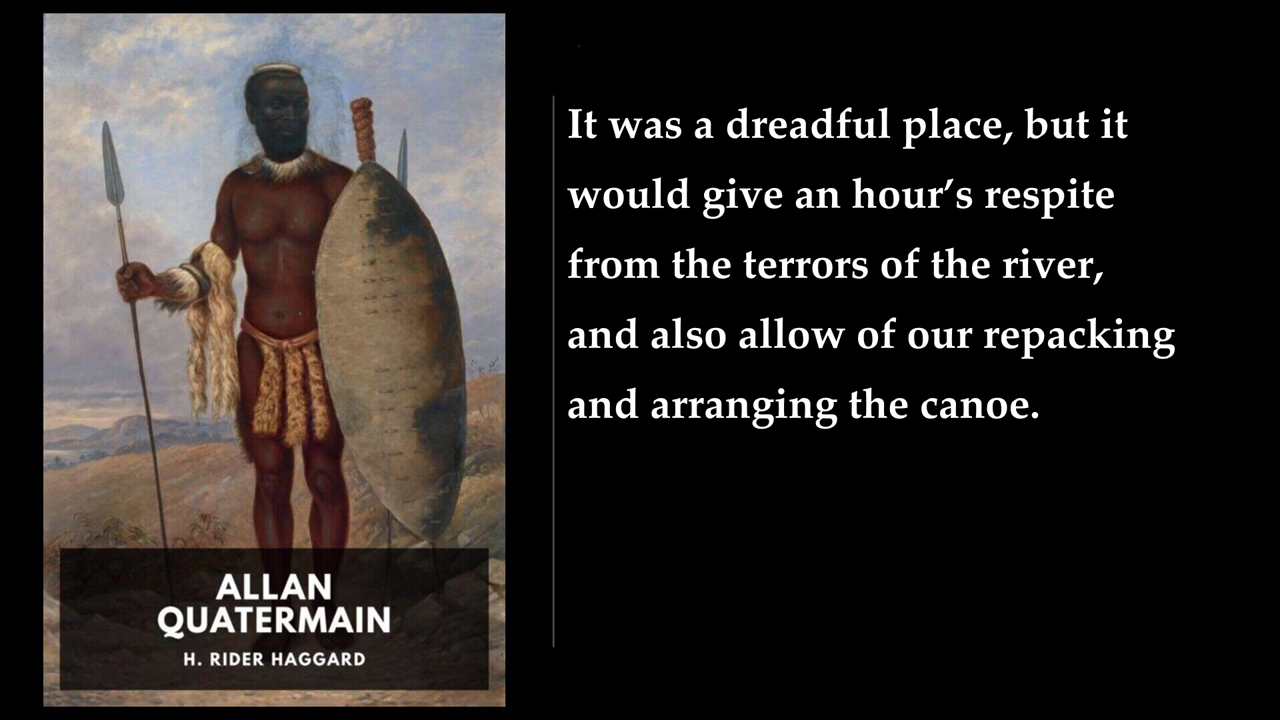 ALLAN
QUATERMAIN
H. RIDER HAGGARD
It was a dreadful place, but it
would give an hour’s respite
from the terrors of the river,
and also allow of our repacking
and arranging the canoe.